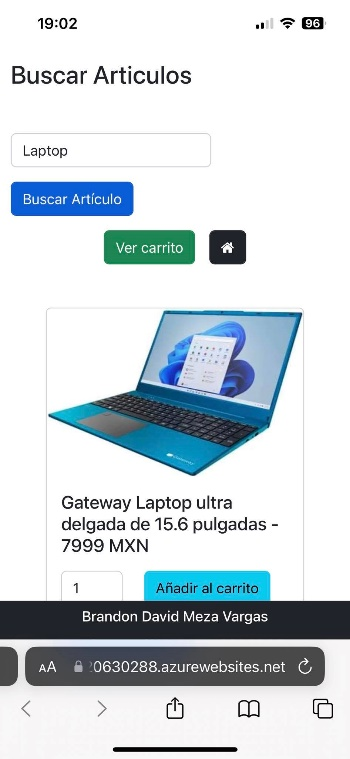 19:02
96
Buscar Articulos
Laptop
Buscar Artículo
Ver carrito
Gateway Laptop ultra
delgada de 15.6 pulgadas -
7999 MXN
1
Añadir al carrito
Brandon David Meza Vargas
AA
0630288.azurewebsites.net